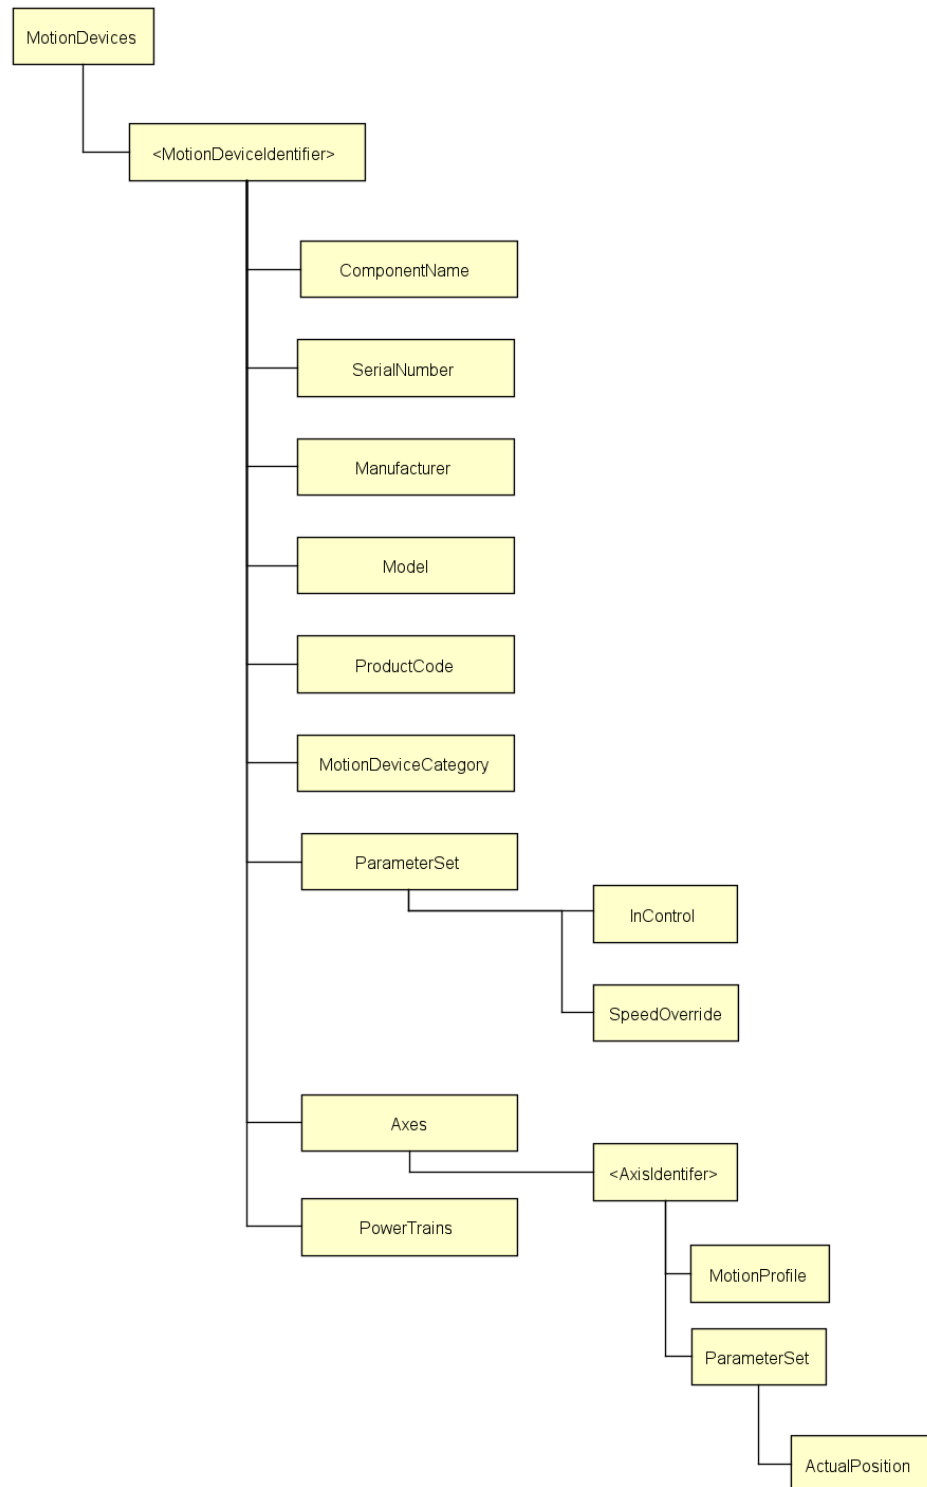 MotionDevices
<MotionDeviceIdentifier>
ComponentName
SerialNumber
Manufacturer
Model
ProductCode
MotionDeviceCategory
ParameterSet
InControl
SpeedOverride
Axes
<AxisIdentifer>
PowerTrains
MotionProfile
ParameterSet
ActualPosition